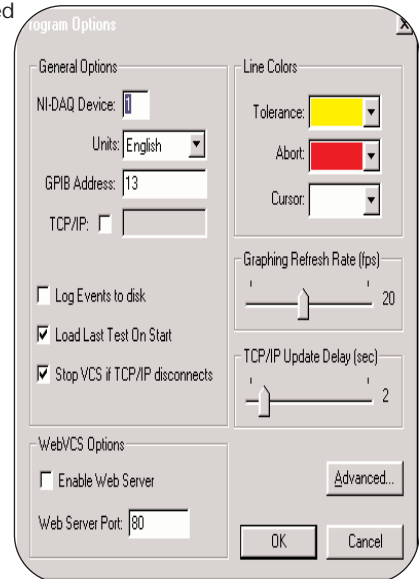 ed
rogram Options
General Options
NI-DAQ Device: 1
Units: English
GPIB Address: 13
TCP/IP:
Log Events to disk
Load Last Test On Start
Stop VCS if TCP/IP disconnects
WebVCS Options
Enable Web Server
Web Server Port: 80
Line Colors
Tolerance:
Abort:
Cursor:
Graphing Refresh Rate (fps)
20
TCP/IP Update Delay (sec)
2
Advanced...
OK
Cancel